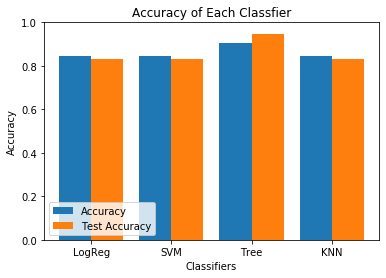 Accuracy of Each Classfier
Accuracy
1.0
0.8
0.6
0.4
0.2
0.0
Accuracy
Test Accuracy
LogReg SVM Tree KNN
Classifiers